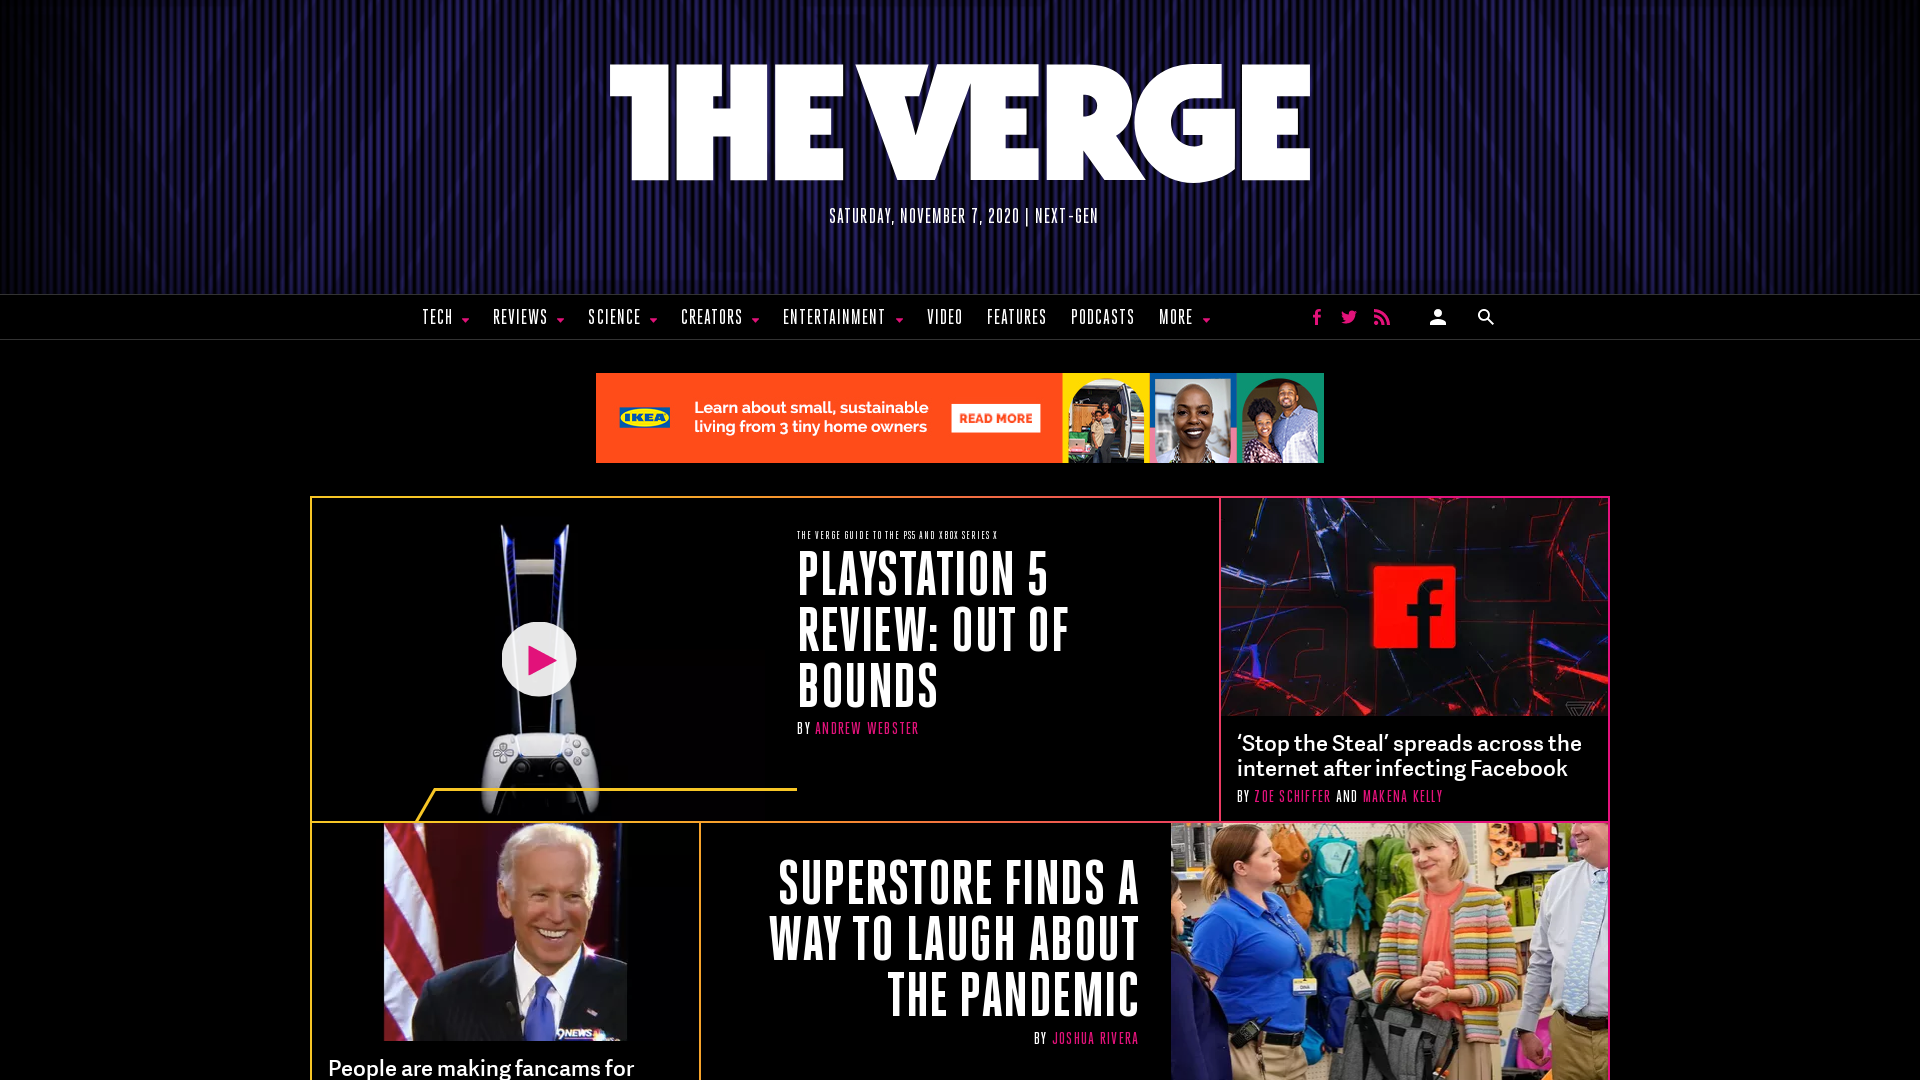 THE VERGE
SATURDAY, NOVEMBER 7, 2020 | NEXT-GEN
TECH REVIEWS SCIENCE CREATORS ENTERTAINMENT VIDEO FEATURES PODCASTS MORE
IKEA
Learn about small, sustainable
living from 3 tiny home owners
READ MORE
THE VERGE GUIDE TO THE PS5 AND XBOX SERIES X
PLAYSTATION 5
REVIEW: OUT OF
BOUNDS
BY ANDREW WEBSTER
‘Stop the Steal’ spreads across the
internet after infecting Facebook
BY ZOE SCHIFFER AND MAKENA KELLY
9NEWS
People are making fancams for
SUPERSTORE FINDS A
WAY TO LAUGH ABOUT
THE PANDEMIC
BY JOSHUA RIVERA